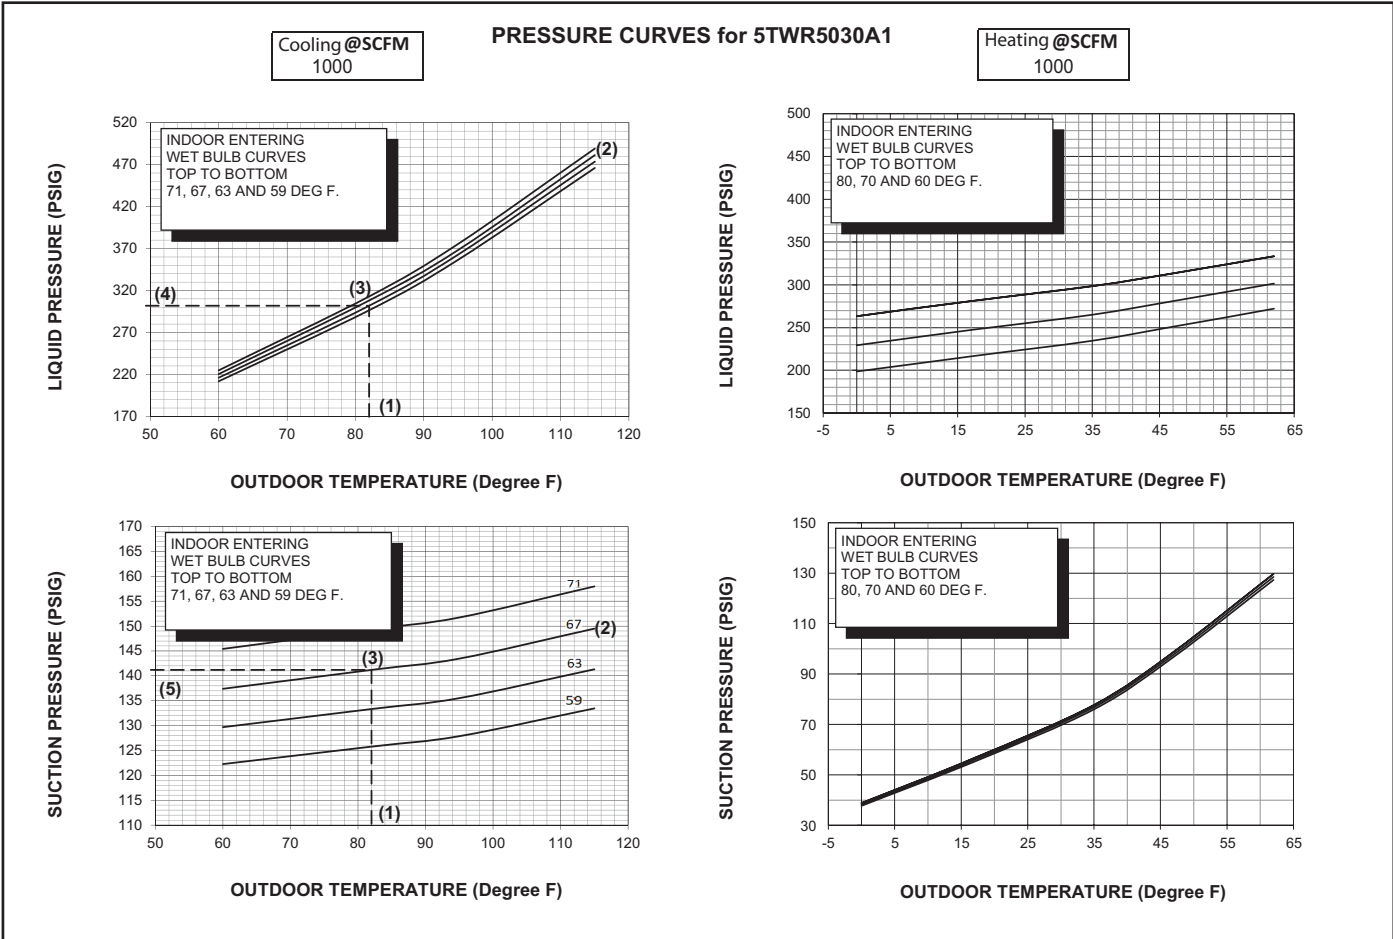 PRESSURE CURVES for 5TWR5030A1
Cooling @SCFM
1000
Heating @SCFM
1000
LIQUID PRESSURE (PSIG)
520
470
420
370
320
270
220
170
INDOOR ENTERING
WET BULB CURVES
TOP TO BOTTOM
71, 67, 63 AND 59 DEG F.
(2)
(3)
(4)
(1)
50 60 70 80 90 100 110 120
OUTDOOR TEMPERATURE (Degree F)
LIQUID PRESSURE (PSIG)
500
450
400
350
300
250
200
150
INDOOR ENTERING
WET BULB CURVES
TOP TO BOTTOM
80, 70 AND 60 DEG F.
-5 5 15 25 35 45 55 65
OUTDOOR TEMPERATURE (Degree F)
SUCTION PRESSURE (PSIG)
170
165
160
155
150
145
140
135
130
125
120
115
110
INDOOR ENTERING
WET BULB CURVES
TOP TO BOTTOM
71, 67, 63 AND 59 DEG F.
71
67
(2)
(3)
63
(5)
59
(1)
50 60 70 80 90 100 110 120
OUTDOOR TEMPERATURE (Degree F)
SUCTION PRESSURE (PSIG)
150
130
110
90
70
50
30
INDOOR ENTERING
WET BULB CURVES
TOP TO BOTTOM
80, 70 AND 60 DEG F.
-5 5 15 25 35 45 55 65
OUTDOOR TEMPERATURE (Degree F)